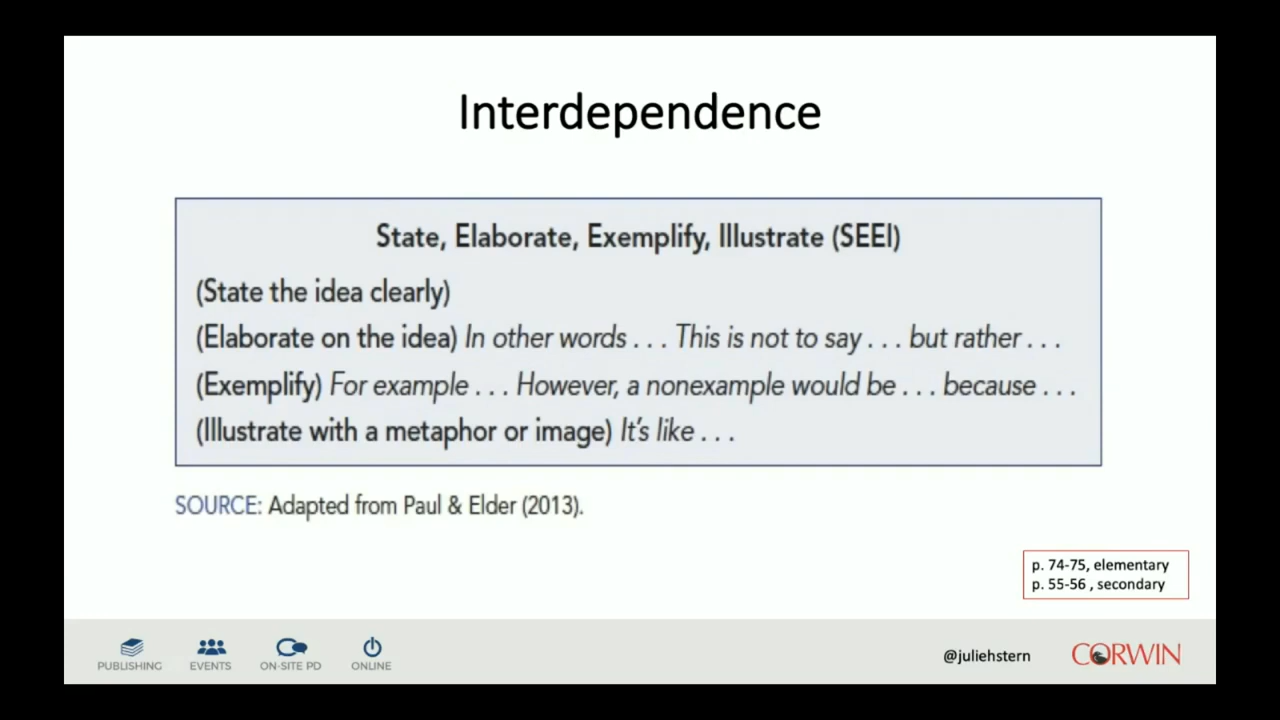 Interdependence
State, Elaborate, Exemplify, Illustrate (SEEI)
(State the idea clearly)
(Elaborate on the idea) In other words . . . This is not to say . . . but rather . . .
(Exemplify) For example . . . However, a nonexample would be . . . because . . .
(Illustrate with a metaphor or image) It’s like . . .
SOURCE: Adapted from Paul & Elder (2013).
p. 74-75, elementary
p. 55-56 , secondary
PUBLISHING EVENTS ON-SITE PD ONLINE @juliehstern CORWIN